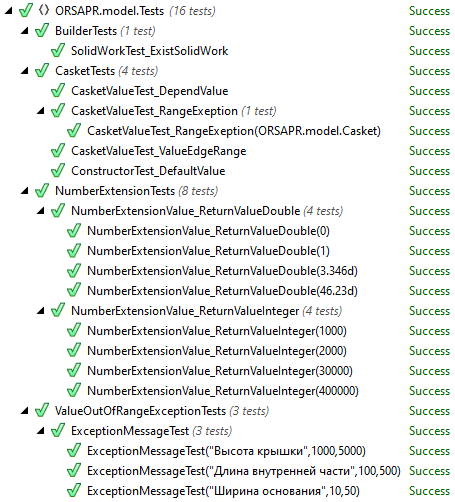 ORSAPR.model.Tests (16 tests) Success
BuilderTests (1 test) Success
SolidWorkTest_ExistSolidWork Success
CasketTests (4 tests) Success
CasketValueTest_DependValue Success
CasketValueTest_RangeExeption (1 test) Success
CasketValueTest_RangeExeption(ORSAPR.model.Casket) Success
CasketValueTest_ValueEdgeRange Success
ConstructorTest_DefaultValue Success
NumberExtensionTests (8 tests) Success
NumberExtensionValue_ReturnValueDouble (4 tests) Success
NumberExtensionValue_ReturnValueDouble(0) Success
NumberExtensionValue_ReturnValueDouble(1) Success
NumberExtensionValue_ReturnValueDouble(3.346d) Success
NumberExtensionValue_ReturnValueDouble(46.23d) Success
NumberExtensionValue_ReturnValueInteger (4 tests) Success
NumberExtensionValue_ReturnValueInteger(1000) Success
NumberExtensionValue_ReturnValueInteger(2000) Success
NumberExtensionValue_ReturnValueInteger(30000) Success
NumberExtensionValue_ReturnValueInteger(400000) Success
ValueOutOfRangeExceptionTests (3 tests) Success
ExceptionMessageTest (3 tests) Success
ExceptionMessageTest("Высота крышки",1000,5000) Success
ExceptionMessageTest("Длина внутренней части",100,500) Success
ExceptionMessageTest("Ширина основания",10,50) Success